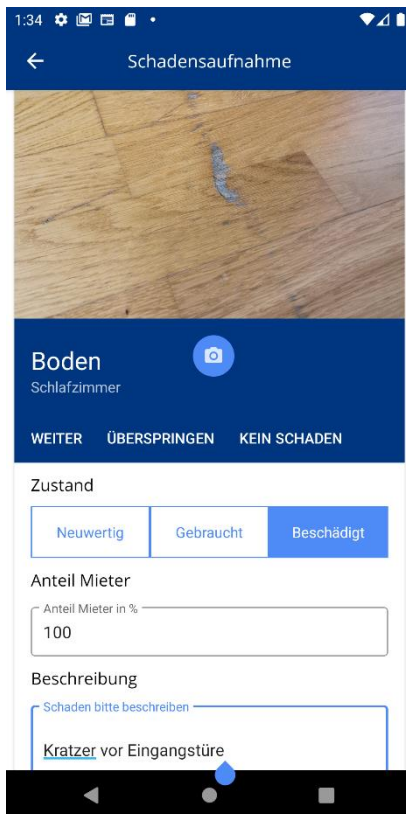 1:34
Schadensaufnahme
Boden
Schlafzimmer
WEITER ÜBERSPRINGEN KEIN SCHADEN
Zustand
Neuwertig Gebraucht Beschädigt
Anteil Mieter
Anteil Mieter in %
100
Beschreibung
Schaden bitte beschreiben
Kratzer vor Eingangstüre